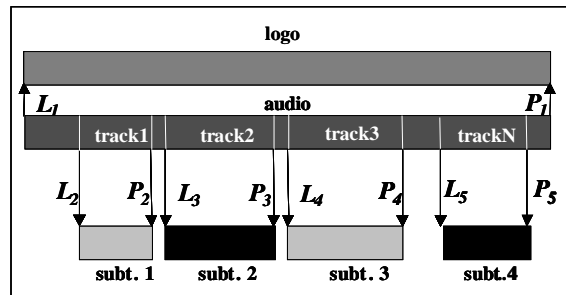 logo
L1 audio P1
track1 track2 track3 trackN
L2 P2 L3 P3 L4 P4 L5 P5
subt. 1 subt. 2 subt. 3 subt.4